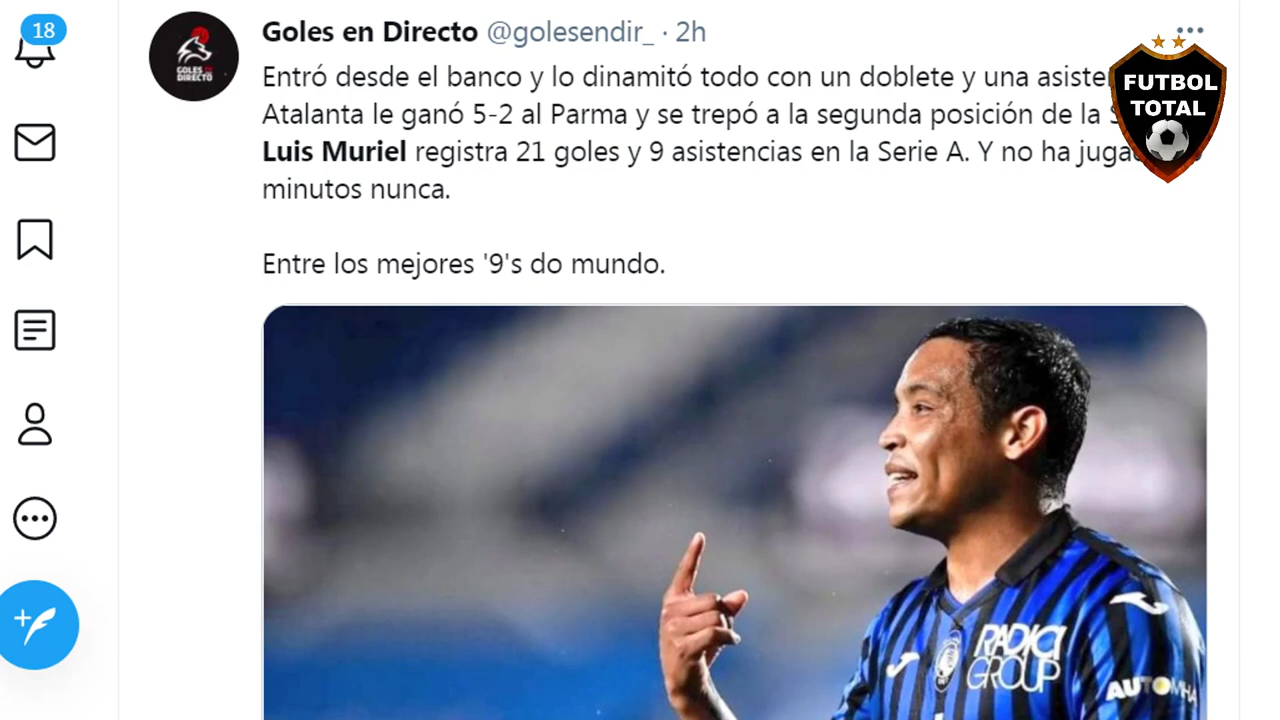 18
Goles en Directo @golesendir_ · 2h
GOLES EN
DIRECTO
FUTBOL
TOTAL
Entró desde el banco y lo dinamitó todo con un doblete y una
Atalanta le ganó 5-2 al Parma y se trepó a la segunda posición de la
Luis Muriel registra 21 goles y 9 asistencias en la Serie A. Y no ha
minutos nunca.
Entre los mejores '9's do mundo.
RADICI
GROUP
AUTOMHA